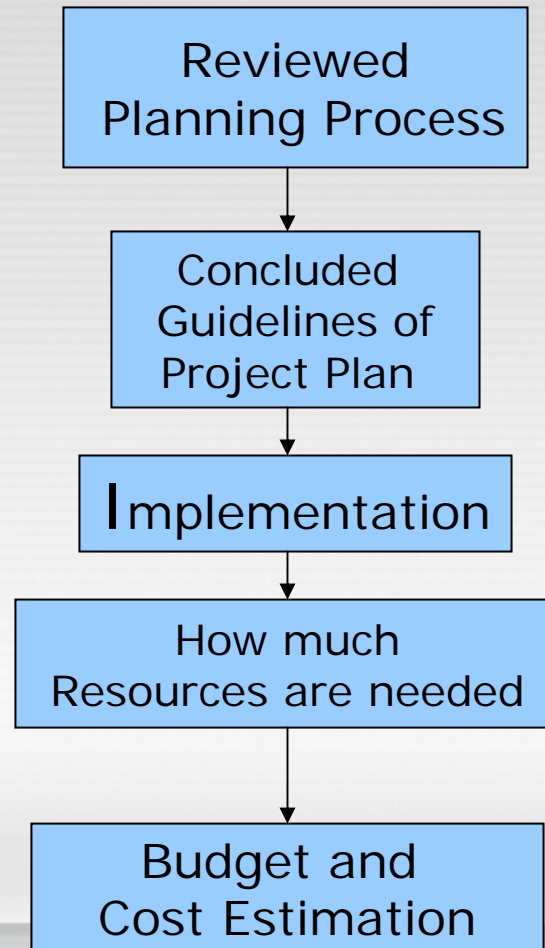 Reviewed
Planning Process
Concluded
Guidelines of
Project Plan
Implementation
How much
Resources are needed
Budget and
Cost Estimation